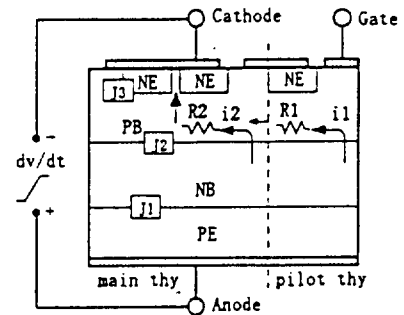 Cathode
Gate
NE NE NE
J3
R2 i2 R1 i1
PB
J2
dv/dt
−
+
NB
J1
PE
main thy pilot thy
Anode